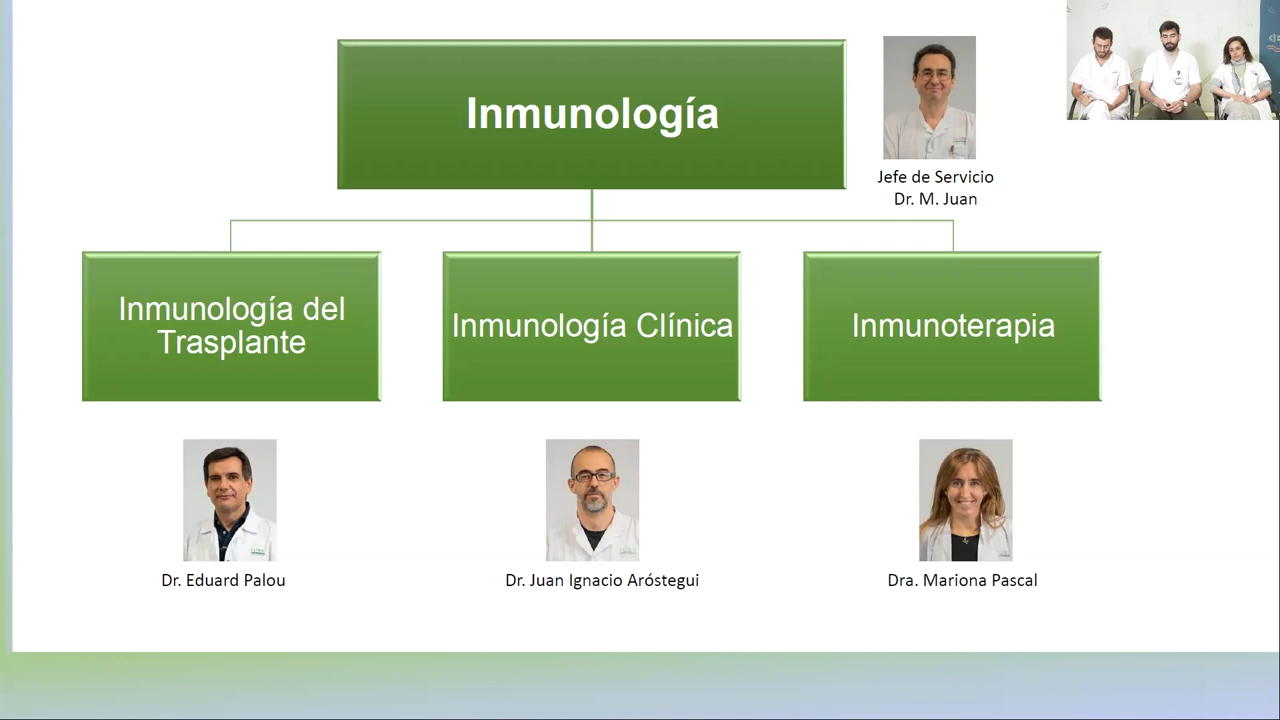 Inmunología
Jefe de Servicio
Dr. M. Juan
Inmunología del
Trasplante
Inmunología Clínica
Inmunoterapia
Dr. Eduard Palou
Dr. Juan Ignacio Aróstegui
Dra. Mariona Pascal